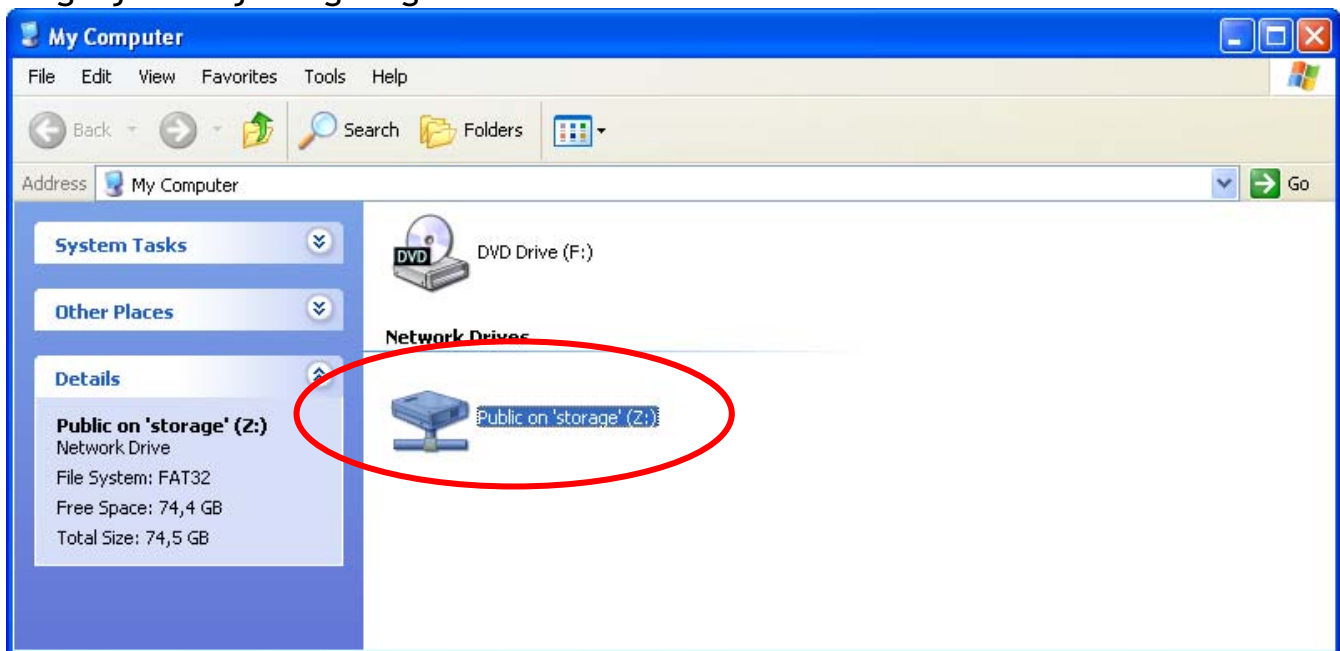 My Computer
File Edit View Favorites Tools Help
Back Search Folders
Address My Computer Go
System Tasks
Other Places
Details
Public on 'storage' (Z:)
Network Drive
File System: FAT32
Free Space: 74,4 GB
Total Size: 74,5 GB
DVD
DVD Drive (F:)
Network Drives
Public on 'storage' (Z:)